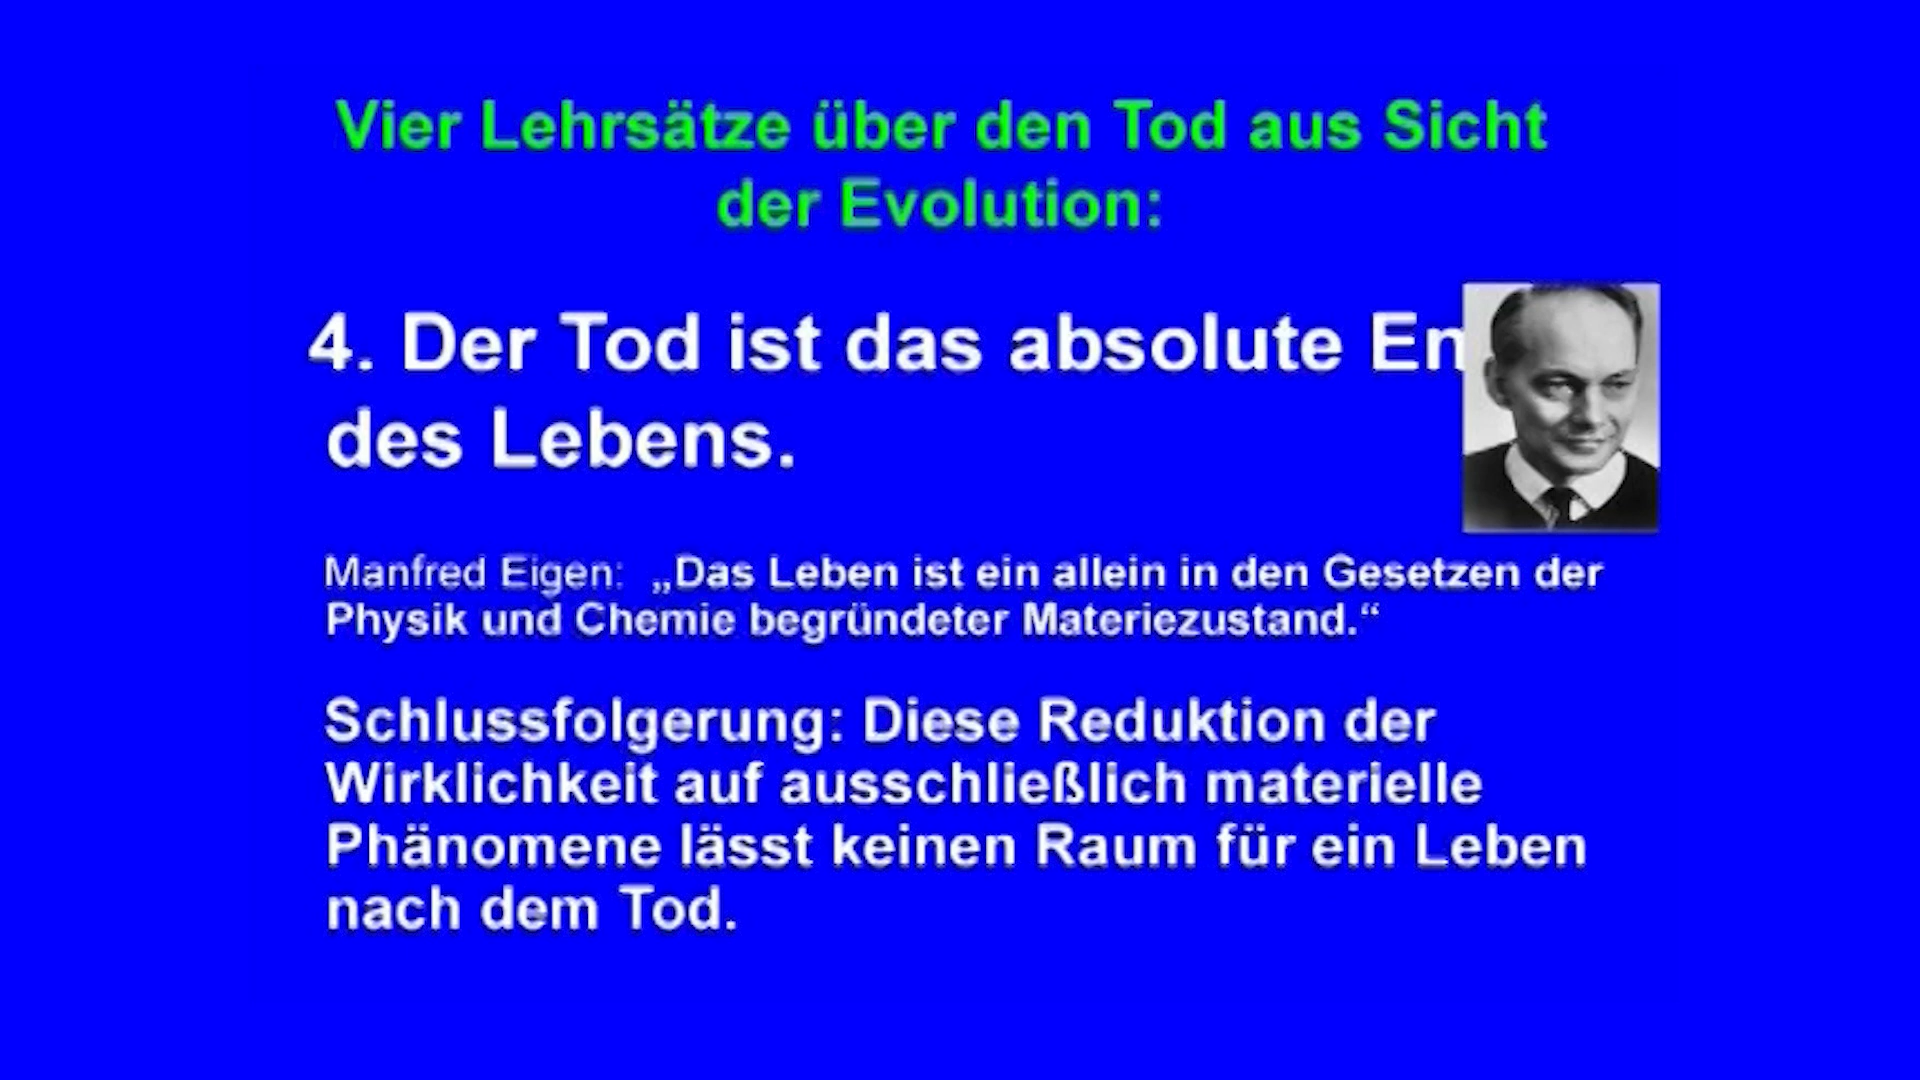 Vier Lehrsätze über den Tod aus Sicht
der Evolution:
4. Der Tod ist das absolute En
des Lebens.
Manfred Eigen: „Das Leben ist ein allein in den Gesetzen der
Physik und Chemie begründeter Materiezustand.“
Schlussfolgerung: Diese Reduktion der
Wirklichkeit auf ausschließlich materielle
Phänomene lässt keinen Raum für ein Leben
nach dem Tod.